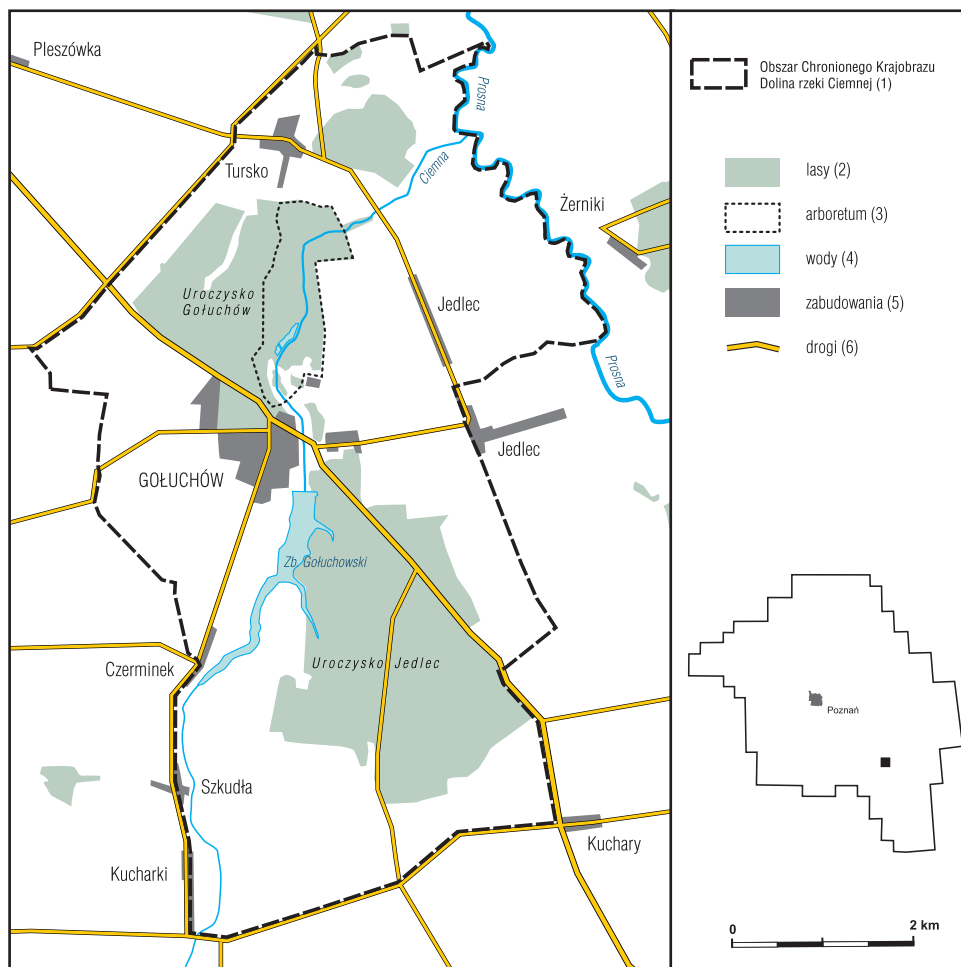 Pleszówka
Prosna
Tursko
Ciemna
Żerniki
Uroczysko
Gołuchów
Jedlec
Prosna
Jedlec
GOŁUCHÓW
Zb. Gołuchowski
Czerminek
Uroczysko Jedlec
Szkudła
Kucharki
Kuchary
Obszar Chronionego Krajobrazu
Dolina rzeki Ciemnej (1)
lasy (2)
arboretum (3)
wody (4)
zabudowania (5)
drogi (6)
Poznań
0 2 km